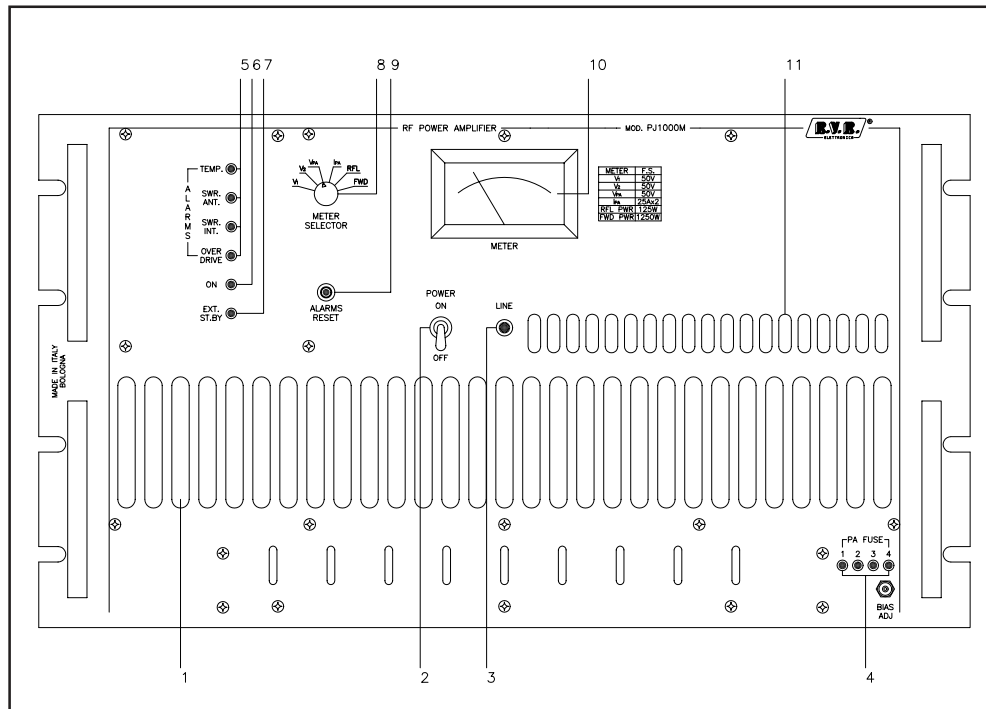 5 6 7 8 9 10 11
RF POWER AMPLIFIER
MOD. PJ1000M
R.V.R.®
ELETTRONICA
ALARMS
TEMP.
SWR.
ANT.
SWR.
INT.
OVER
DRIVE
ON
EXT.
ST.BY
V1 V2 VPA IPA RFL FWD
METER
SELECTOR
ALARMS
RESET
METER
METER F.S.
V1 50V
V2 50V
VPA 50V
IPA 25Ax2
RFL PWR 125W
FWD PWR 1250W
POWER
ON
OFF
LINE
MADE IN ITALY
BOLOGNA
PA FUSE
1 2 3 4
BIAS
ADJ
1 2 3 4